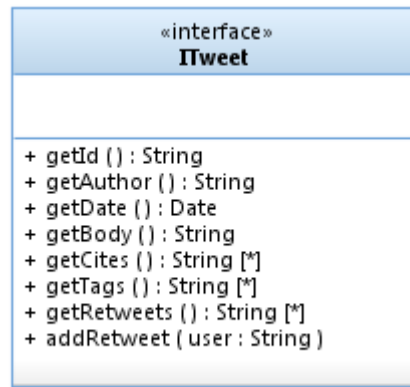 «interface»
ITweet
+ getId () : String
+ getAuthor () : String
+ getDate () : Date
+ getBody () : String
+ getCites () : String [*]
+ getTags () : String [*]
+ getRetweets () : String [*]
+ addRetweet ( user : String )